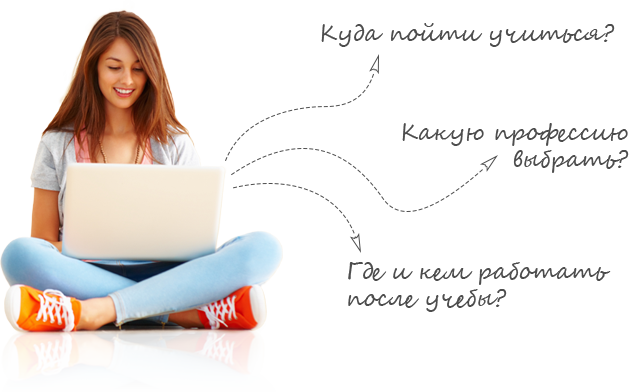 Куда пойти учиться?
Какую профессию
выбрать?
Где и кем работать
после учебы?